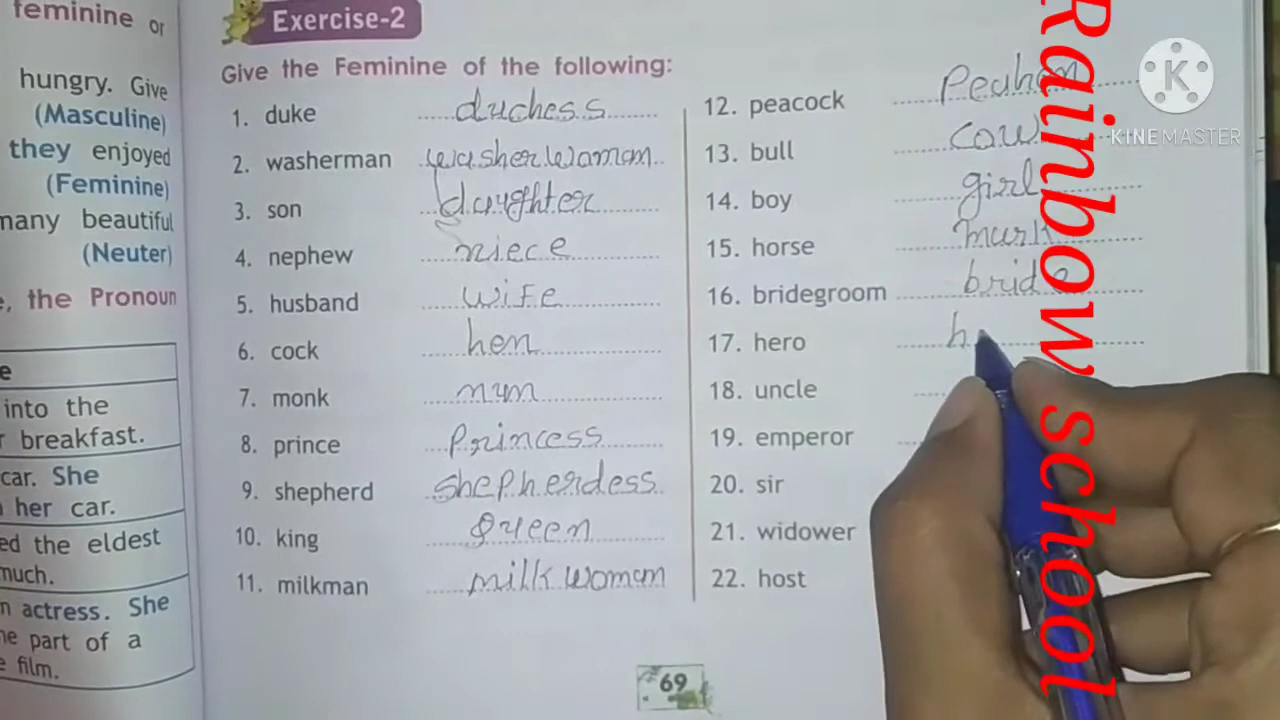 feminine or
hungry. Give
(Masculine)
they enjoyed
(Feminine)
many beautiful
(Neuter)
e, the Pronoun
e
into the
r breakfast.
car. She
her car.
ed the eldest
much.
n actress. She
he part of a
e film.
Exercise-2
Give the Feminine of the following:
1. duke duchess
2. washerman washerwoman
3. son daughter
4. nephew niece
5. husband wife
6. cock hen
7. monk nun
8. prince princess
9. shepherd shepherdess
10. king queen
11. milkman milkwoman
12. peacock Peahen
13. bull cow
14. boy girl
15. horse
16. bridegroom bride
17. hero h
18. uncle
19. emperor
20. sir
21. widower
22. host
69
Rainbow school
K
KINEMASTER